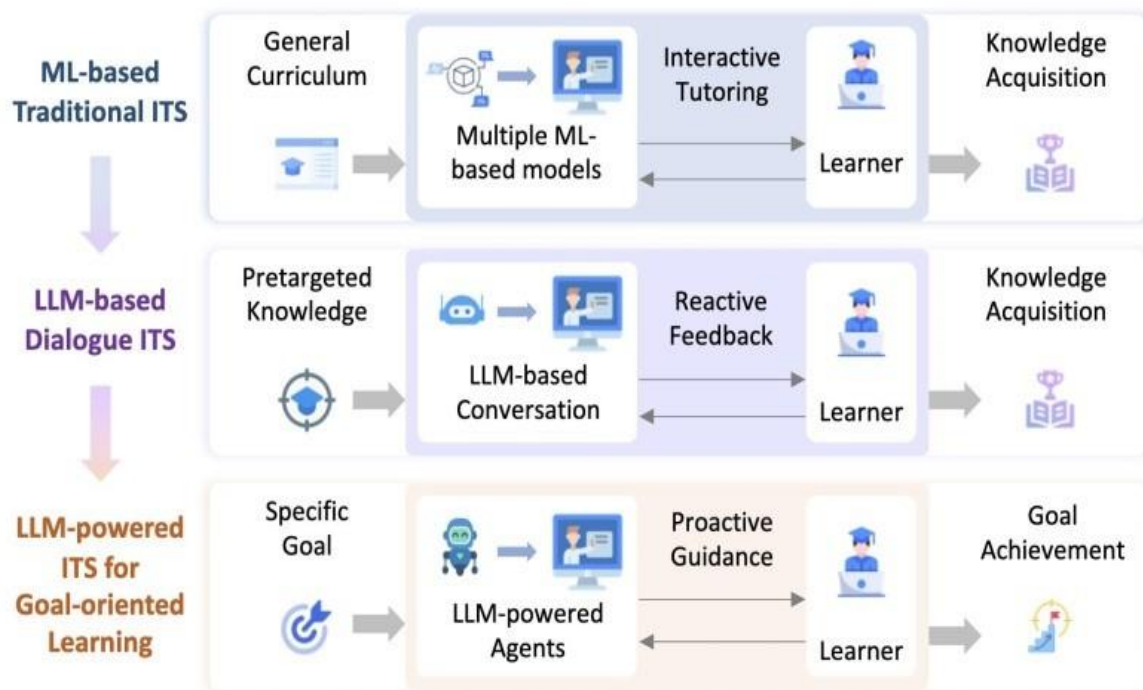 ML-based
Traditional ITS
General
Curriculum
Multiple ML-
based models
Interactive
Tutoring
Learner
Knowledge
Acquisition
LLM-based
Dialogue ITS
Pretargeted
Knowledge
LLM-based
Conversation
Reactive
Feedback
Learner
Knowledge
Acquisition
LLM-powered
ITS for
Goal-oriented
Learning
Specific
Goal
LLM-powered
Agents
Proactive
Guidance
Learner
Goal
Achievement